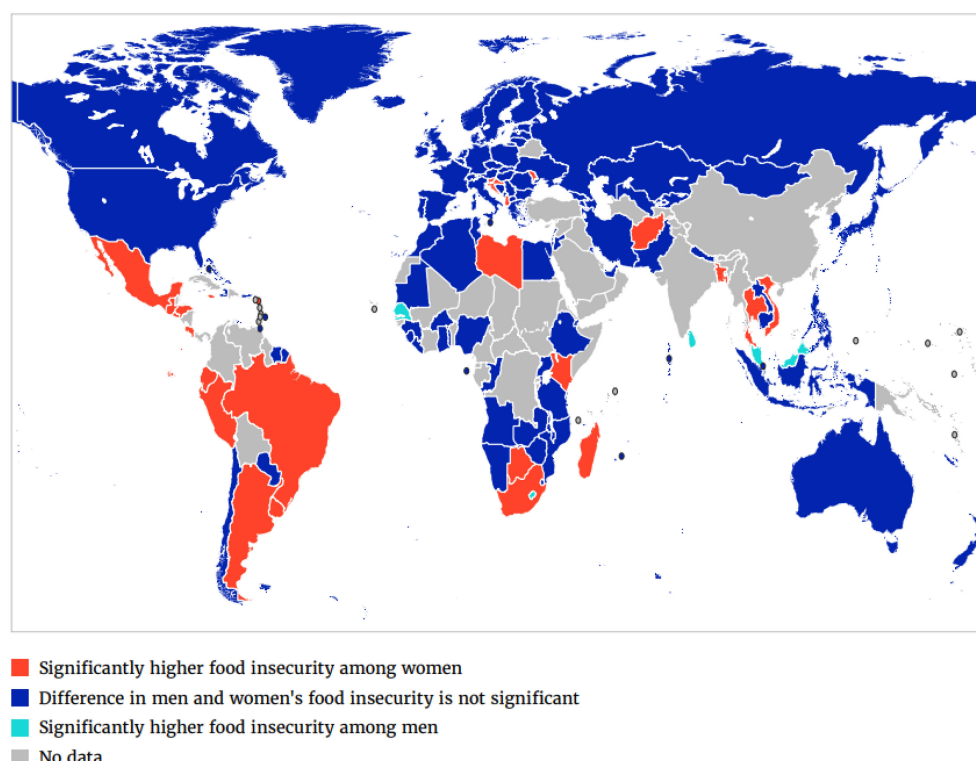 Significantly higher food insecurity among women
Difference in men and women's food insecurity is not significant
Significantly higher food insecurity among men
No data